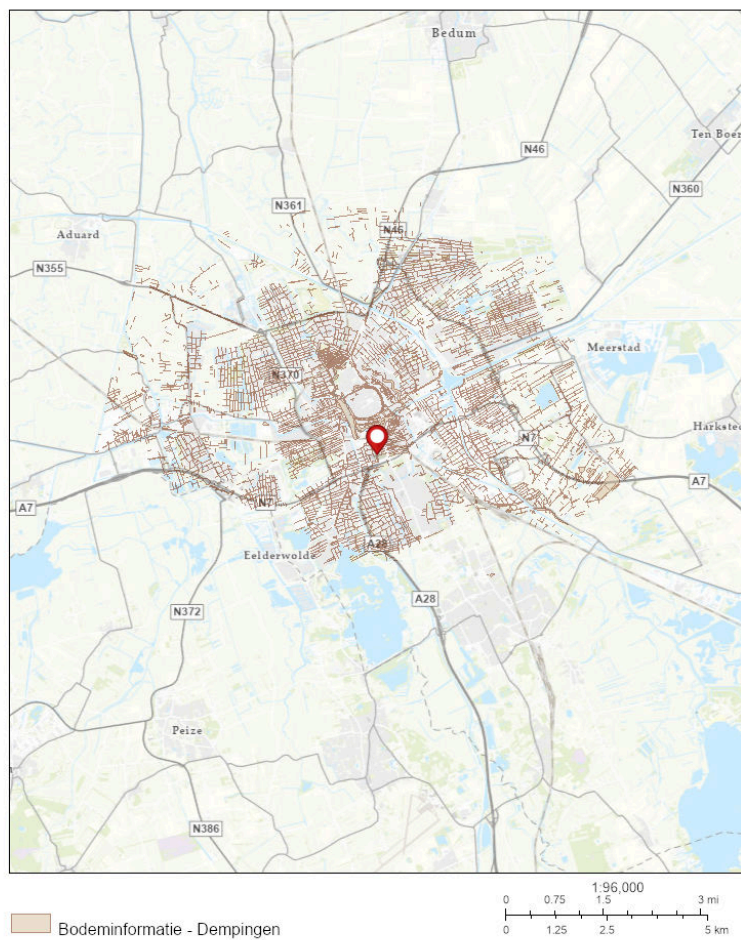 Bedum
Ten Boer
N46
N360
N361
N46
Aduard
N355
Meerstad
N370
Harkstede
N7
A7
N7
A7
Eelderwolde
A28
A28
N372
Peize
N386
1:96,000
0 0.75 1.5 3 mi
0 1.25 2.5 5 km
Bodeminformatie - Dempingen